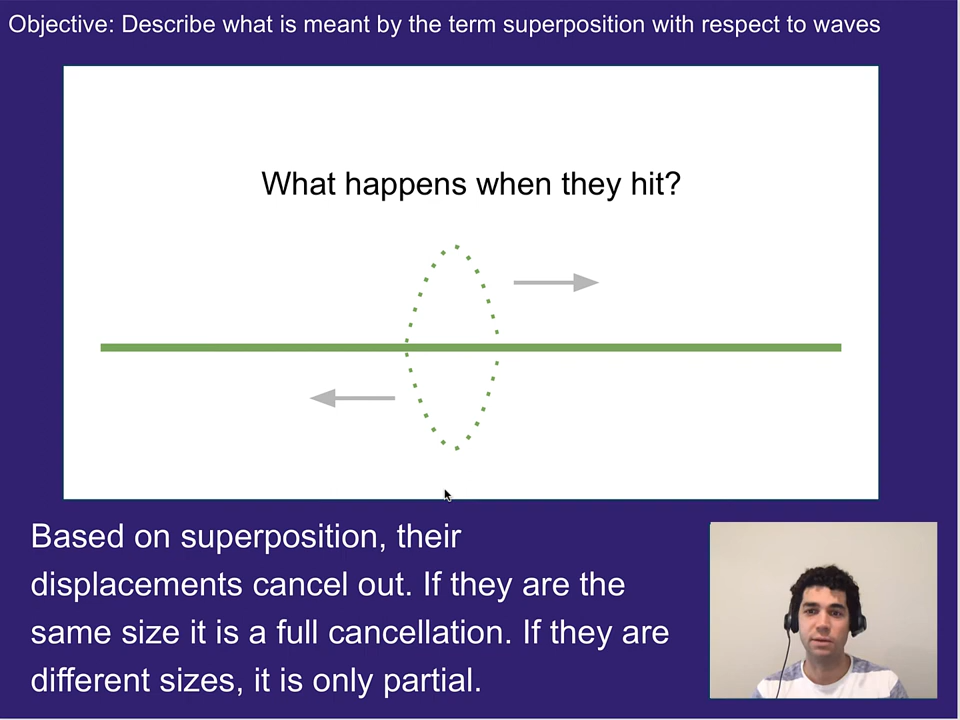 Objective: Describe what is meant by the term superposition with respect to waves
What happens when they hit?
Based on superposition, their
displacements cancel out. If they are the
same size it is a full cancellation. If they are
different sizes, it is only partial.